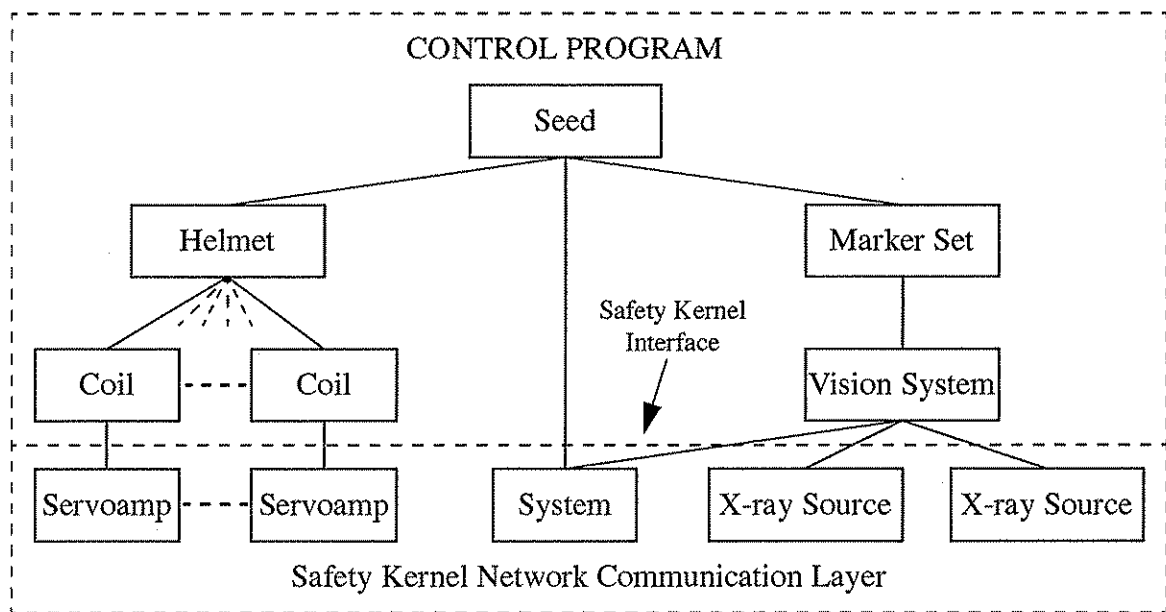 CONTROL PROGRAM
Seed
Helmet
Marker Set
Safety Kernel
Interface
Coil
Coil
Vision System
Servoamp
Servoamp
System
X-ray Source
X-ray Source
Safety Kernel Network Communication Layer